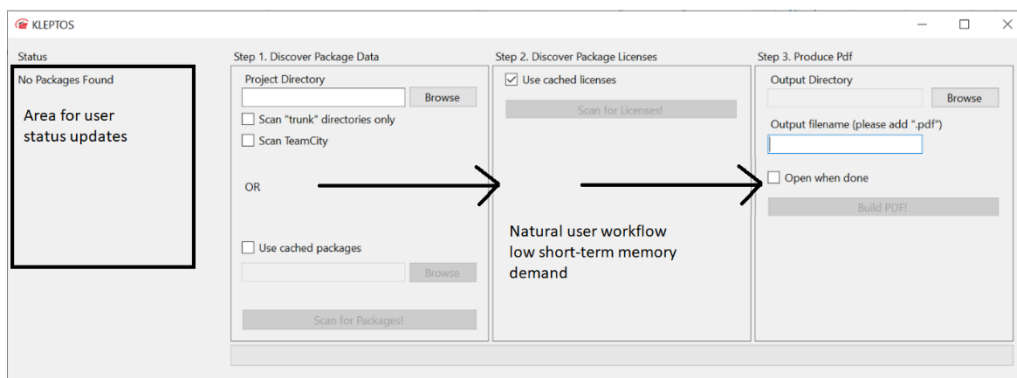 KLEPTOS
Status
No Packages Found
Area for user
status updates
Step 1. Discover Package Data
Project Directory
Browse
Scan "trunk" directories only
Scan TeamCity
OR
Use cached packages
Browse
Scan for Packages!
Step 2. Discover Package Licenses
Use cached licenses
Scan for Licenses!
Natural user workflow
low short-term memory
demand
Step 3. Produce Pdf
Output Directory
Browse
Output filename (please add ".pdf")
Open when done
Build PDF!